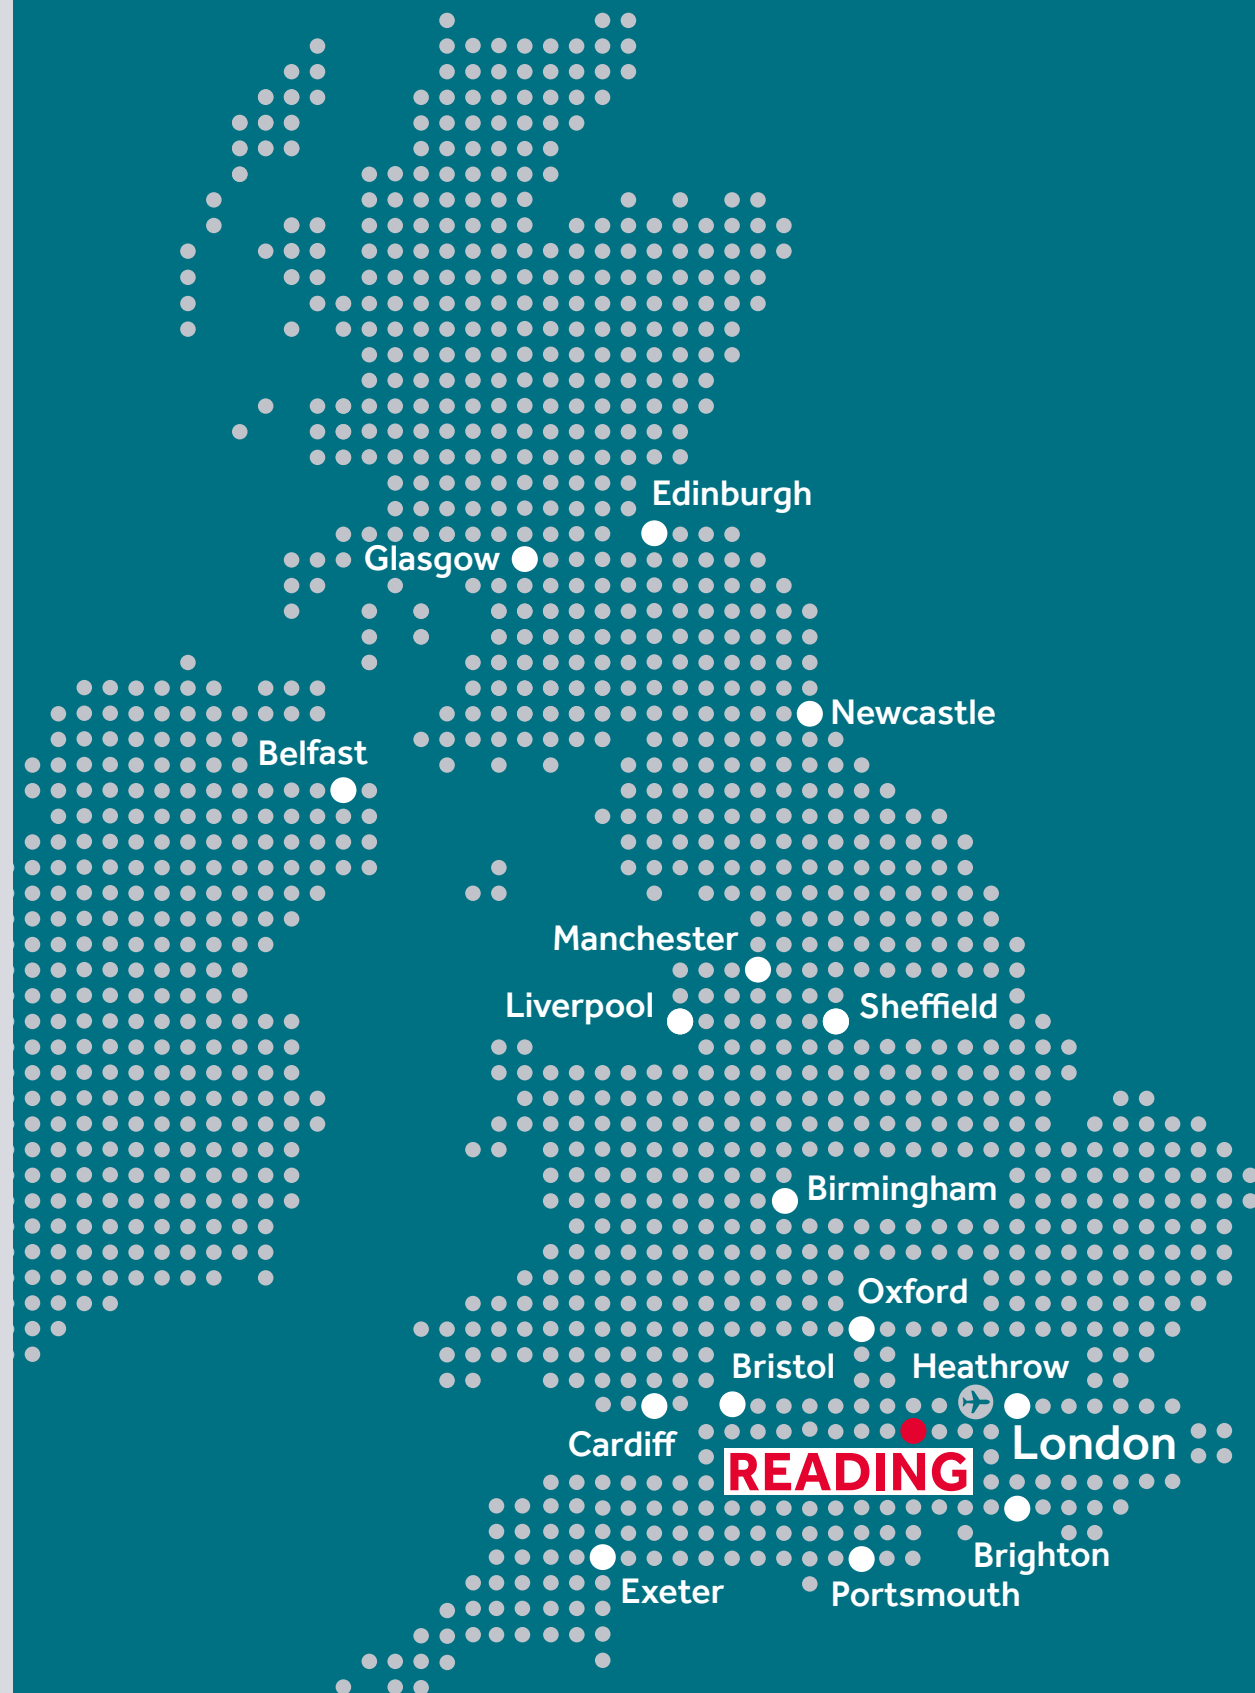 Edinburgh
Glasgow
Newcastle
Belfast
Manchester
Liverpool
Sheffield
Birmingham
Oxford
Bristol
Heathrow
Cardiff
London
READING
Brighton
Exeter
Portsmouth